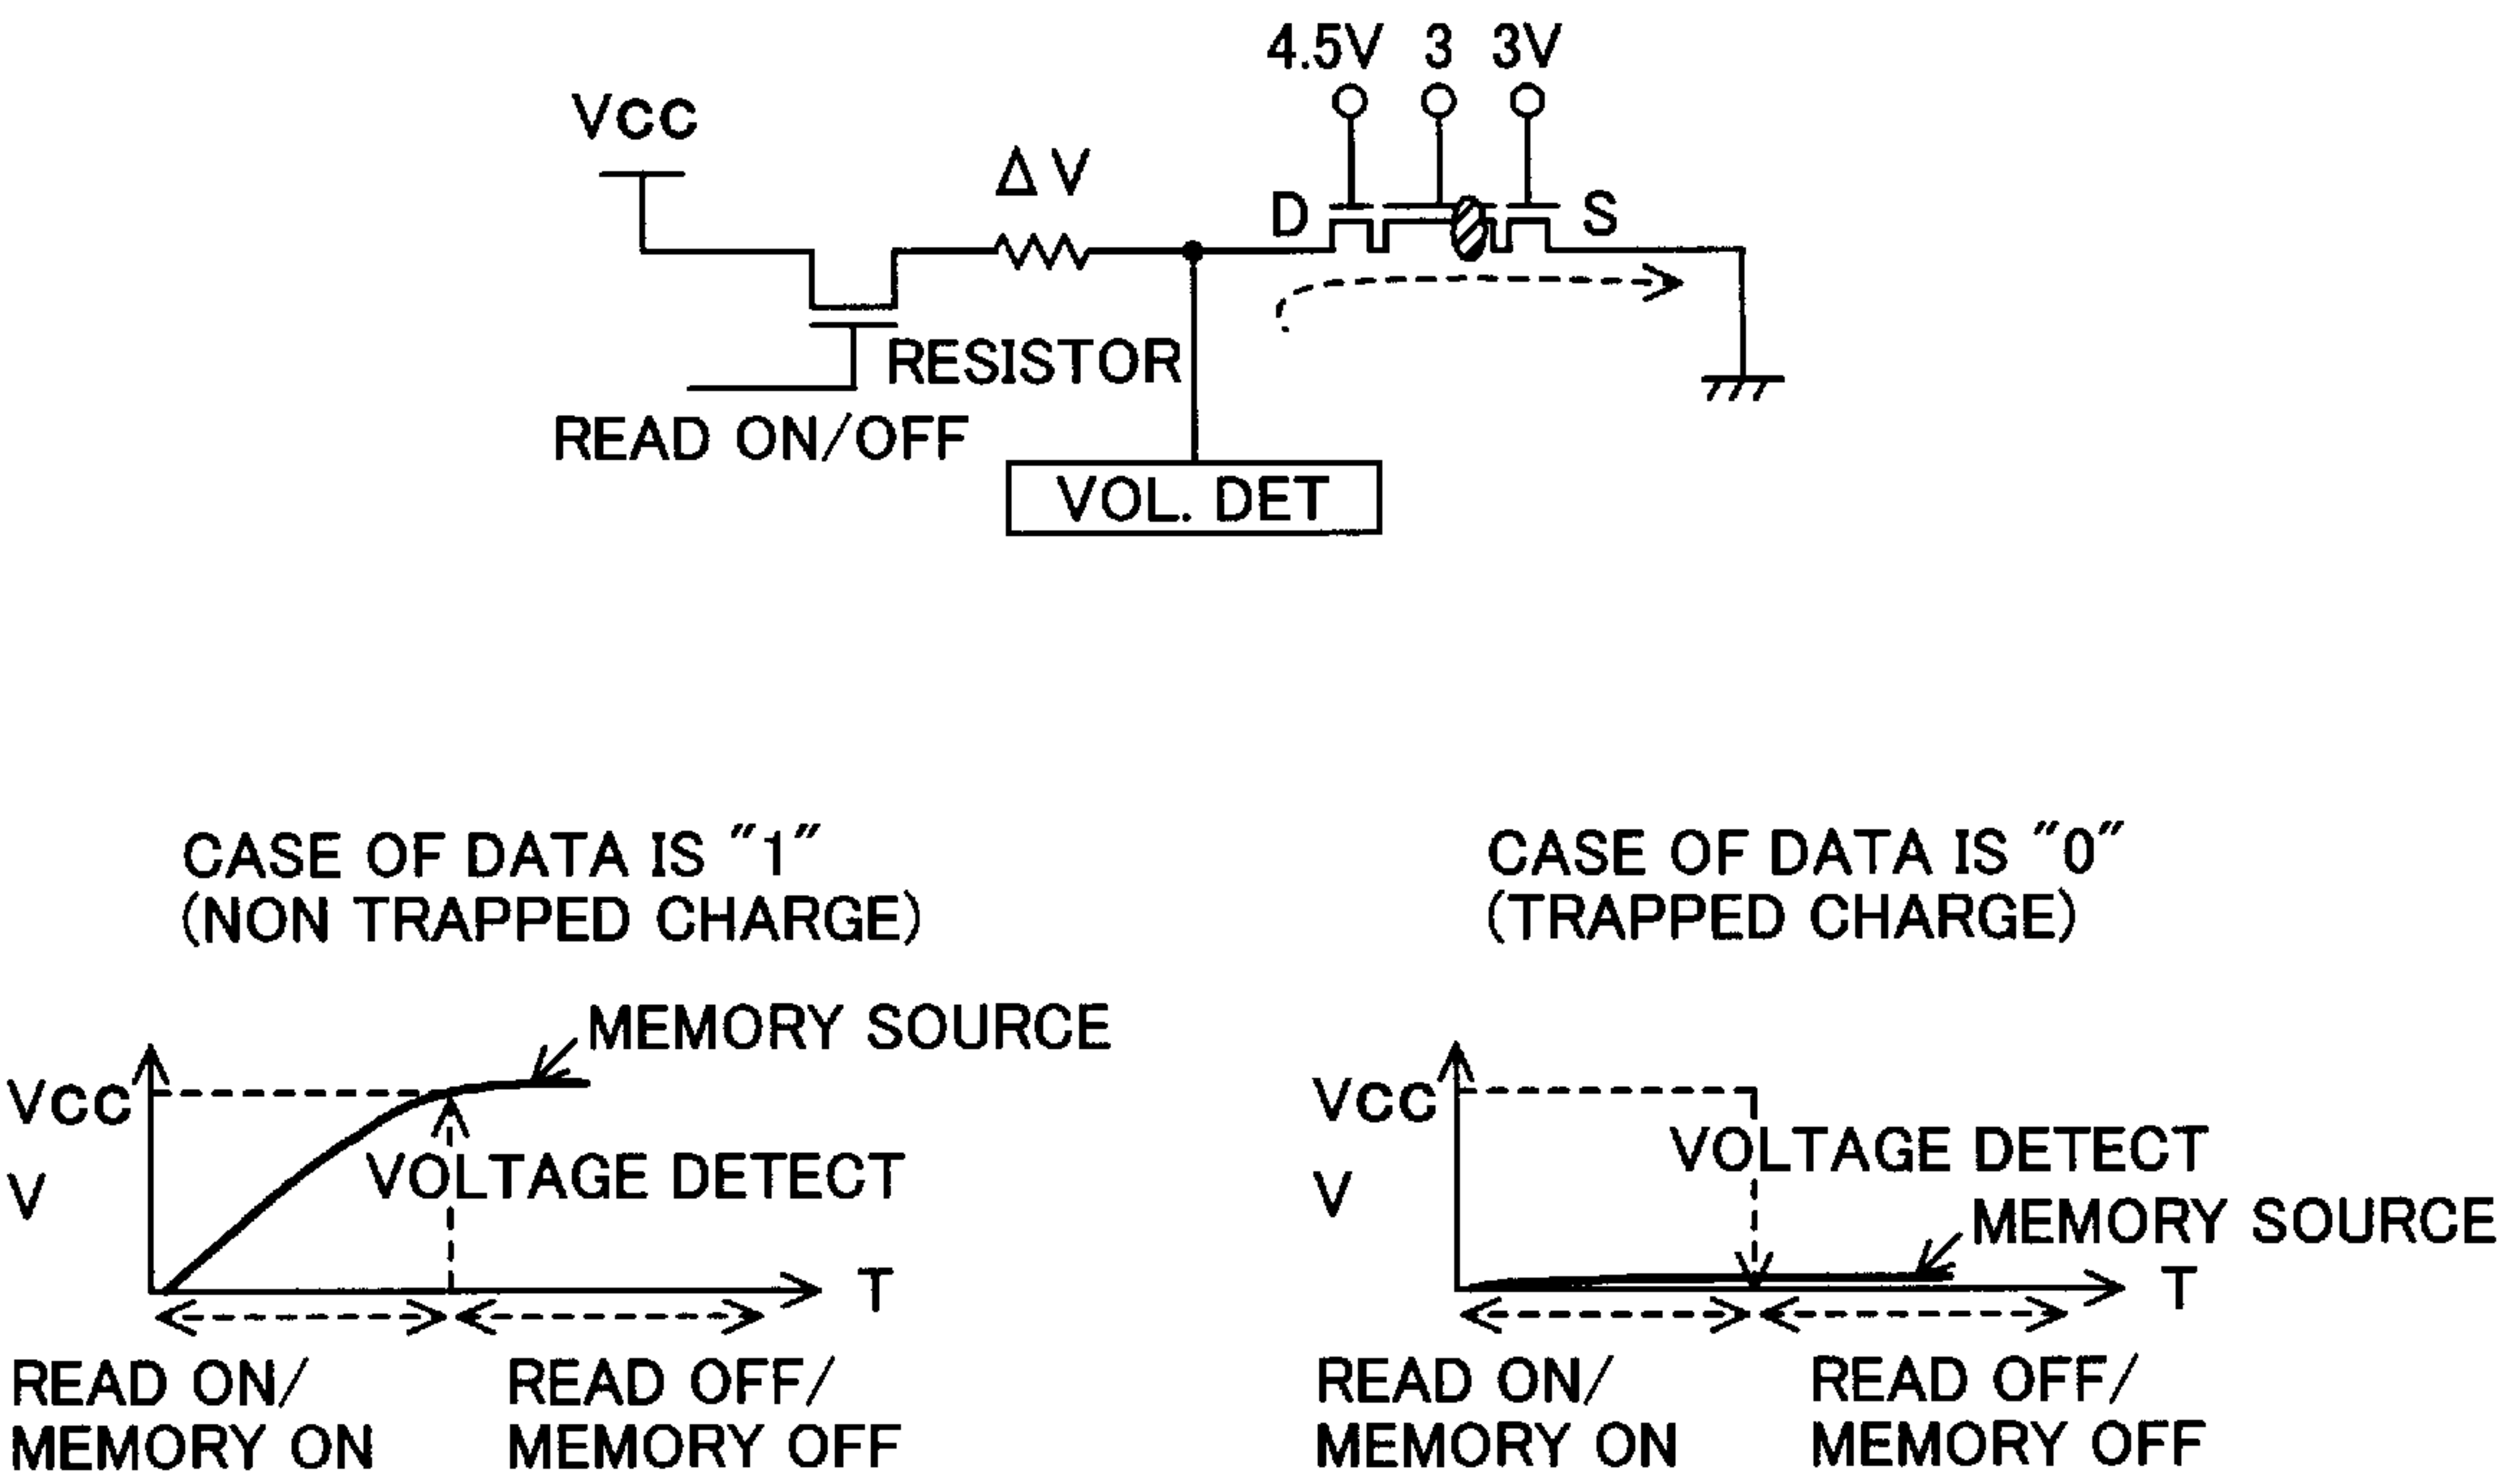 4.5V 3 3V
VCC
ΔV
D S
RESISTOR
READ ON/OFF
VOL. DET
CASE OF DATA IS "1"
(NON TRAPPED CHARGE)
MEMORY SOURCE
VCC
VOLTAGE DETECT
V
T
READ ON/
MEMORY ON
READ OFF/
MEMORY OFF
CASE OF DATA IS "0"
(TRAPPED CHARGE)
VCC
VOLTAGE DETECT
V
MEMORY SOURCE
T
READ ON/
MEMORY ON
READ OFF/
MEMORY OFF